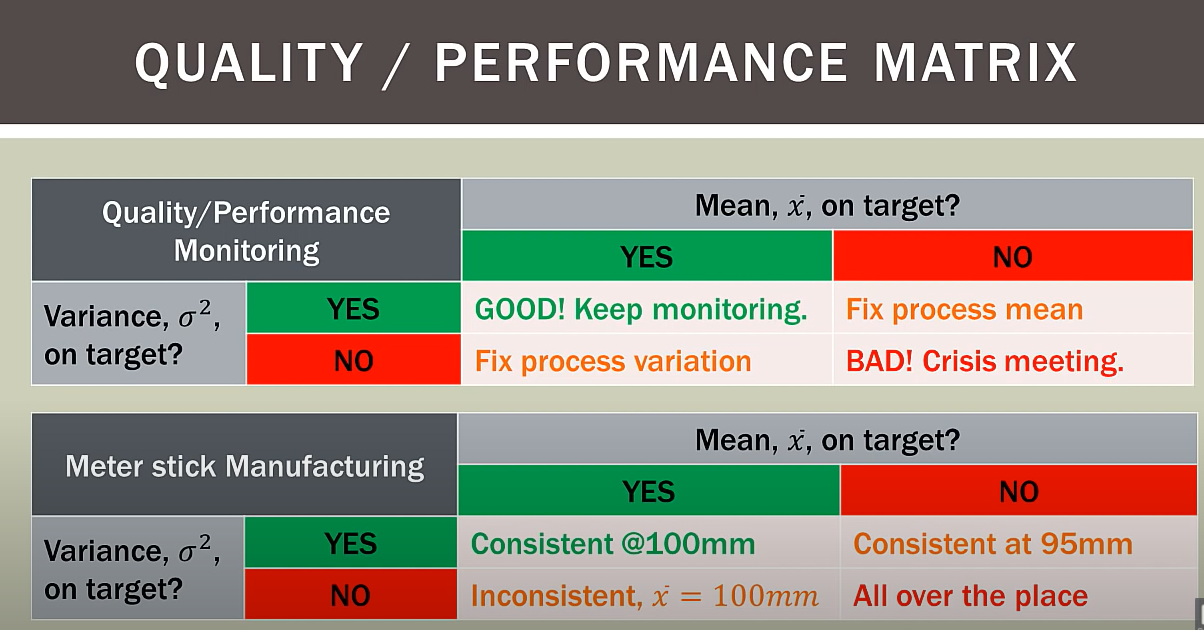 QUALITY / PERFORMANCE MATRIX
Quality/Performance
Monitoring
Mean, x̄, on target?
YES
NO
Variance, σ²,
on target?
YES
GOOD! Keep monitoring.
Fix process mean
NO
Fix process variation
BAD! Crisis meeting.
Meter stick Manufacturing
Mean, x̄, on target?
YES
NO
Variance, σ²,
on target?
YES
Consistent @100mm
Consistent at 95mm
NO
Inconsistent, x̄ = 100mm
All over the place